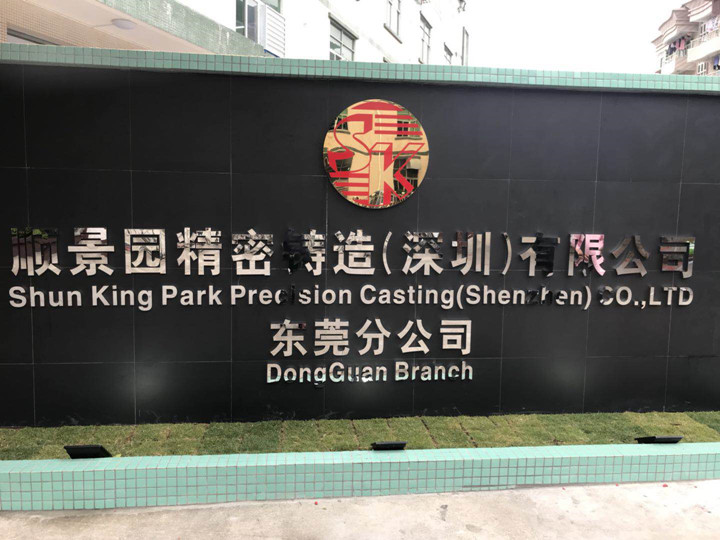 SK
顺景园精密铸造(深圳)有限公司
Shun King Park Precision Casting(Shenzhen) CO.,LTD
东莞分公司
DongGuan Branch